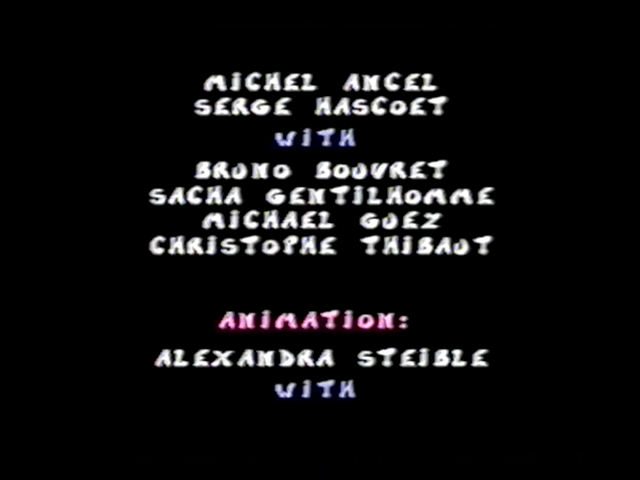 MICHEL ANCEL
SERGE HASCOET
WITH
BRUNO BOUVRET
SACHA GENTILHOMME
MICHAEL GUEZ
CHRISTOPHE THIBAUT
ANIMATION:
ALEXANDRA STEIBLE
WITH